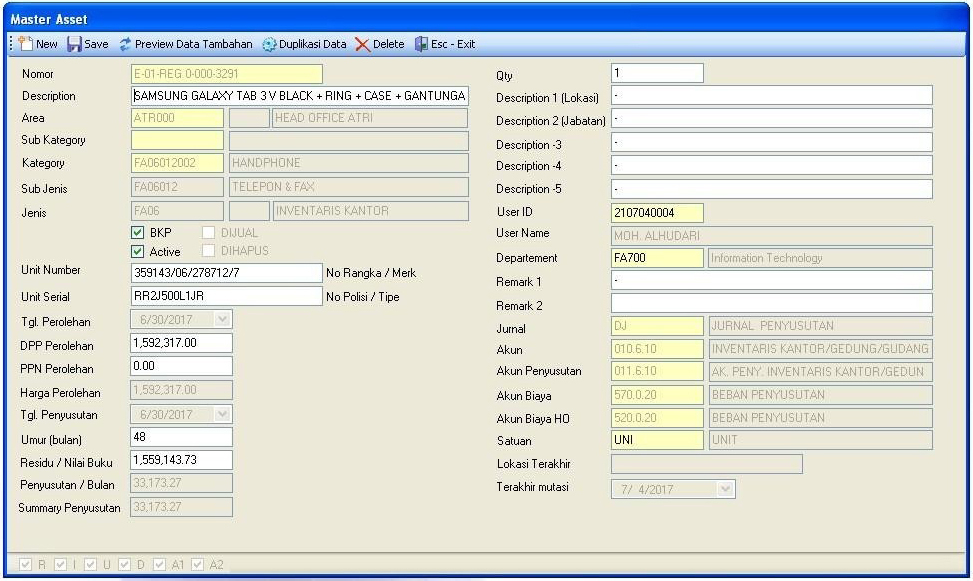 Master Asset
New Save Preview Data Tambahan Duplikasi Data Delete Esc - Exit
Nomor E-01-REG.0-000-3291
Description SAMSUNG GALAXY TAB 3 V BLACK + RING + CASE + GANTUNGA
Area ATR000 HEAD OFFICE ATRI
Sub Kategory
Kategory FA06012002 HANDPHONE
Sub Jenis FA06012 TELEPON & FAX
Jenis FA06 INVENTARIS KANTOR
BKP DIJUAL
Active DIHAPUS
Unit Number 359143/06/278712/7 No Rangka / Merk
Unit Serial RR2J500L1JR No Polisi / Tipe
Tgl. Perolehan 6/30/2017
DPP Perolehan 1,592,317.00
PPN Perolehan 0.00
Harga Perolehan 1,592,317.00
Tgl. Penyusutan 6/30/2017
Umur (bulan) 48
Residu / Nilai Buku 1,559,143.73
Penyusutan / Bulan 33,173.27
Summary Penyusutan 33,173.27
Qty 1
Description 1 (Lokasi) -
Description 2 (Jabatan) -
Description -3 -
Description -4 -
Description -5 -
User ID 2107040004
User Name MOH. ALHUDARI
Departement FA700 Information Technology
Remark 1 -
Remark 2
Jurnal DJ JURNAL PENYUSUTAN
Akun 010.6.10 INVENTARIS KANTOR/GEDUNG/GUDANG
Akun Penyusutan 011.6.10 AK. PENY. INVENTARIS KANTOR/GEDUN
Akun Biaya 570.0.20 BEBAN PENYUSUTAN
Akun Biaya HO 520.0.20 BEBAN PENYUSUTAN
Satuan UNI UNIT
Lokasi Terakhir
Terakhir mutasi 7/ 4/2017
R I U D A1 A2